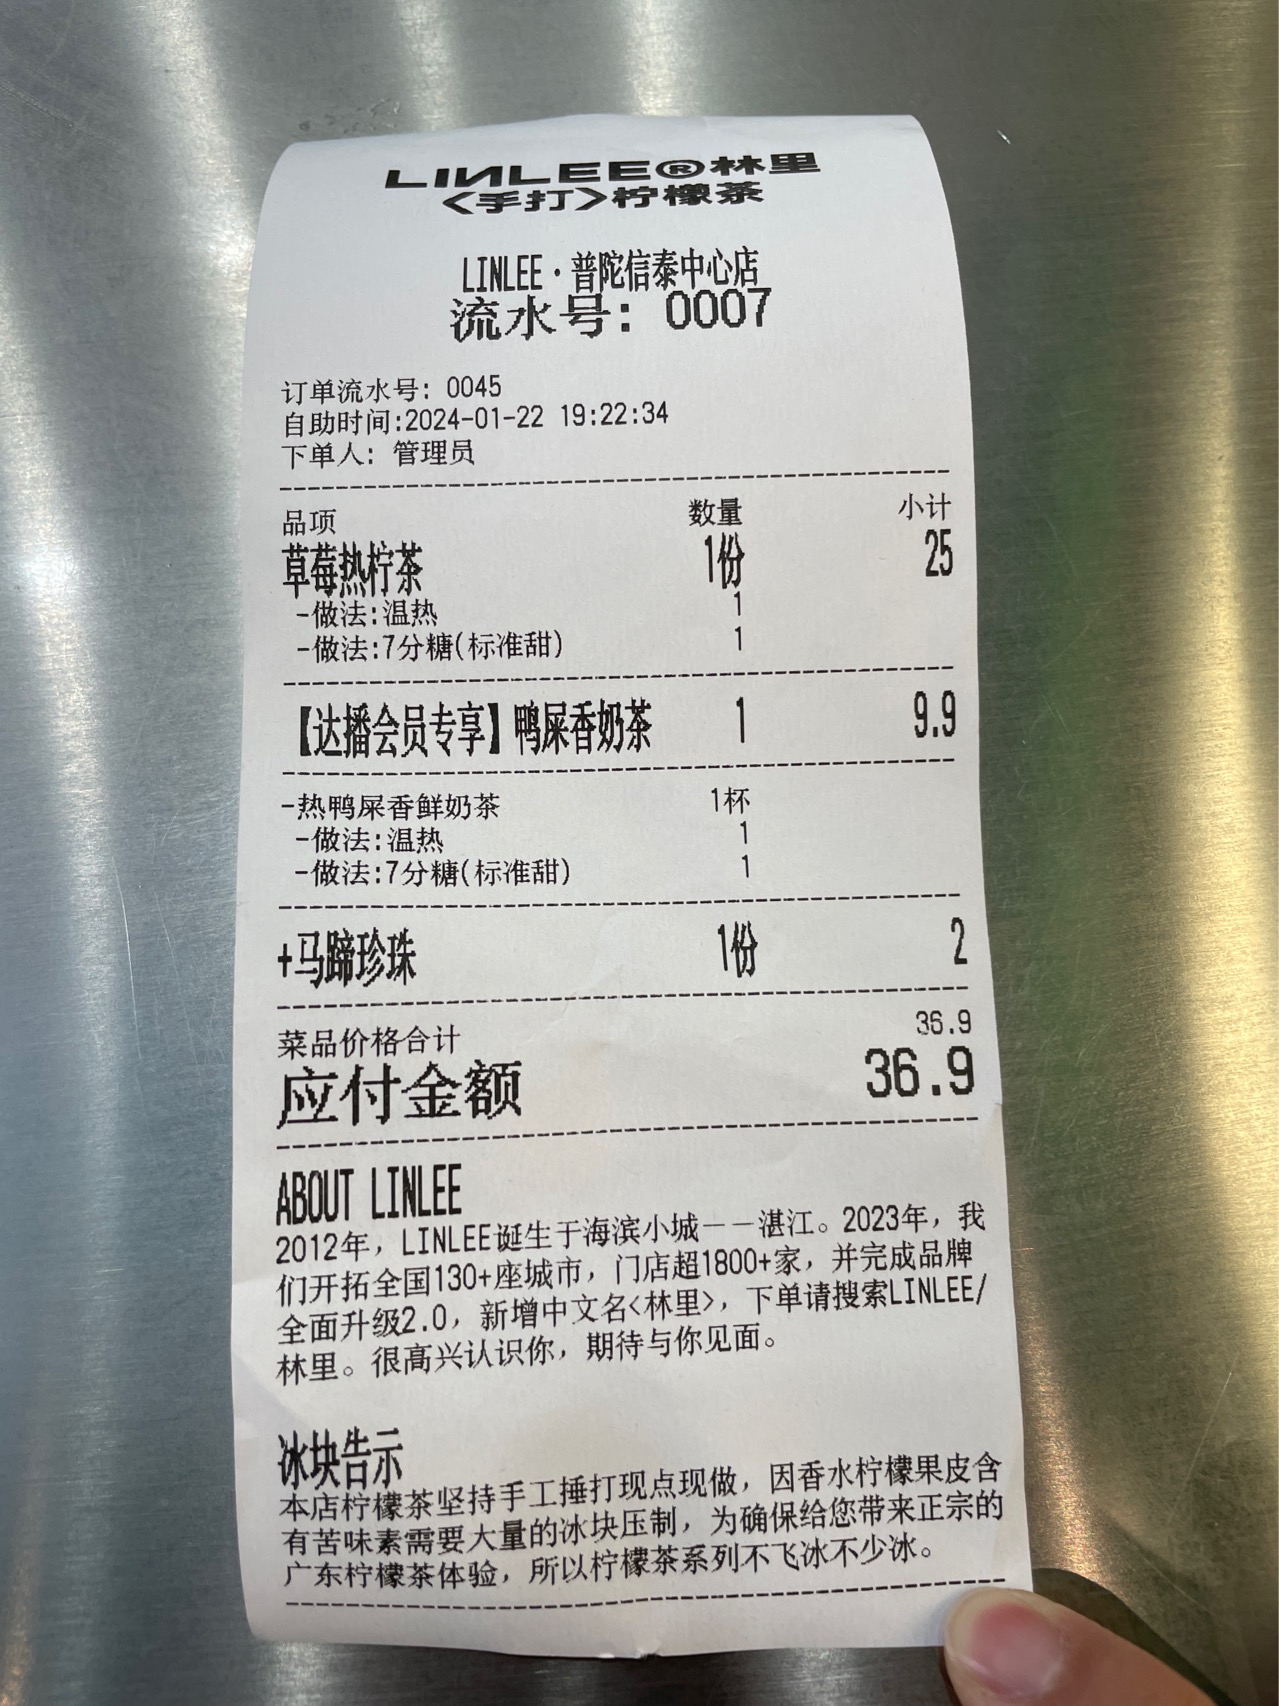 LINLEE®林里
<手打>柠檬茶
LINLEE·普陀信泰中心店
流水号: 0007
订单流水号: 0045
自助时间:2024-01-22 19:22:34
下单人: 管理员
品项 数量 小计
草莓热柠茶 1份 25
-做法:温热 1
-做法:7分糖(标准甜) 1
【达播会员专享】鸭屎香奶茶 1 9.9
-热鸭屎香鲜奶茶 1杯
-做法:温热 1
-做法:7分糖(标准甜) 1
+马蹄珍珠 1份 2
菜品价格合计 36.9
应付金额 36.9
ABOUT LINLEE
2012年，LINLEE诞生于海滨小城——湛江。2023年，我
们开拓全国130+座城市，门店超1800+家，并完成品牌
全面升级2.0，新增中文名<林里>，下单请搜索LINLEE/
林里。很高兴认识你，期待与你见面。
冰块告示
本店柠檬茶坚持手工捶打现点现做，因香水柠檬果皮含
有苦味素需要大量的冰块压制，为确保给您带来正宗的
广东柠檬茶体验，所以柠檬茶系列不飞冰不少冰。